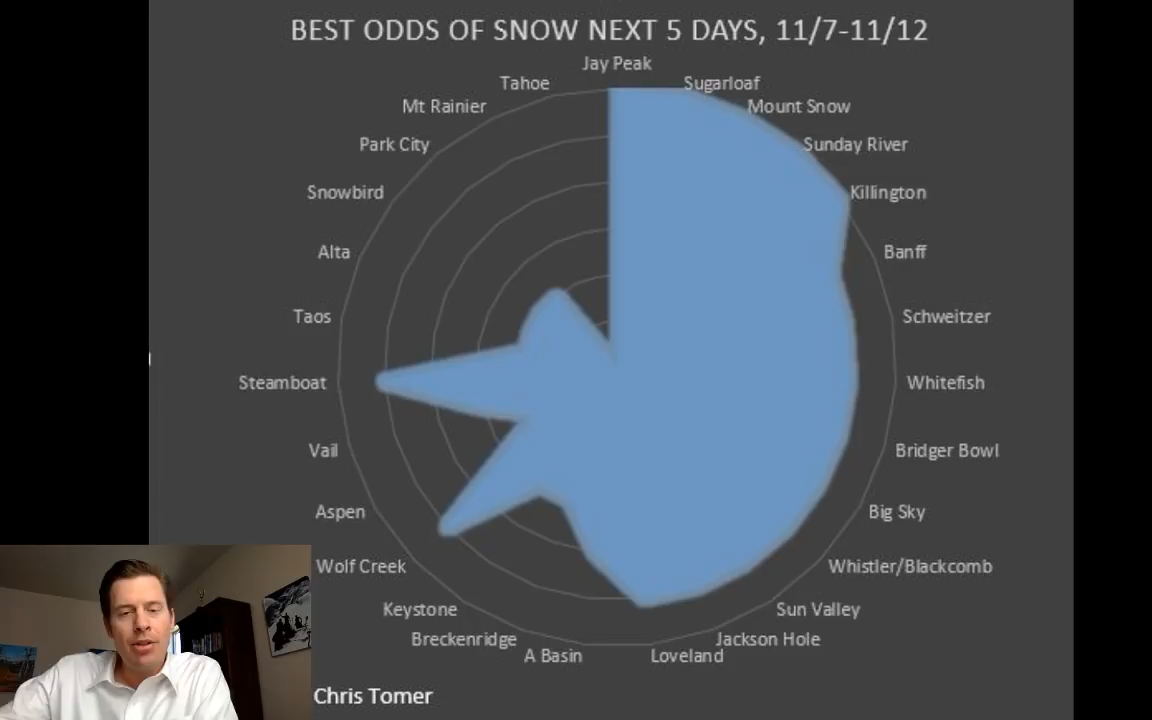 BEST ODDS OF SNOW NEXT 5 DAYS, 11/7-11/12
Jay Peak
Sugarloaf
Mount Snow
Sunday River
Killington
Banff
Schweitzer
Whitefish
Bridger Bowl
Big Sky
Whistler/Blackcomb
Sun Valley
Jackson Hole
Loveland
A Basin
Breckenridge
Keystone
Wolf Creek
Aspen
Vail
Steamboat
Taos
Alta
Snowbird
Park City
Mt Rainier
Tahoe
Chris Tomer